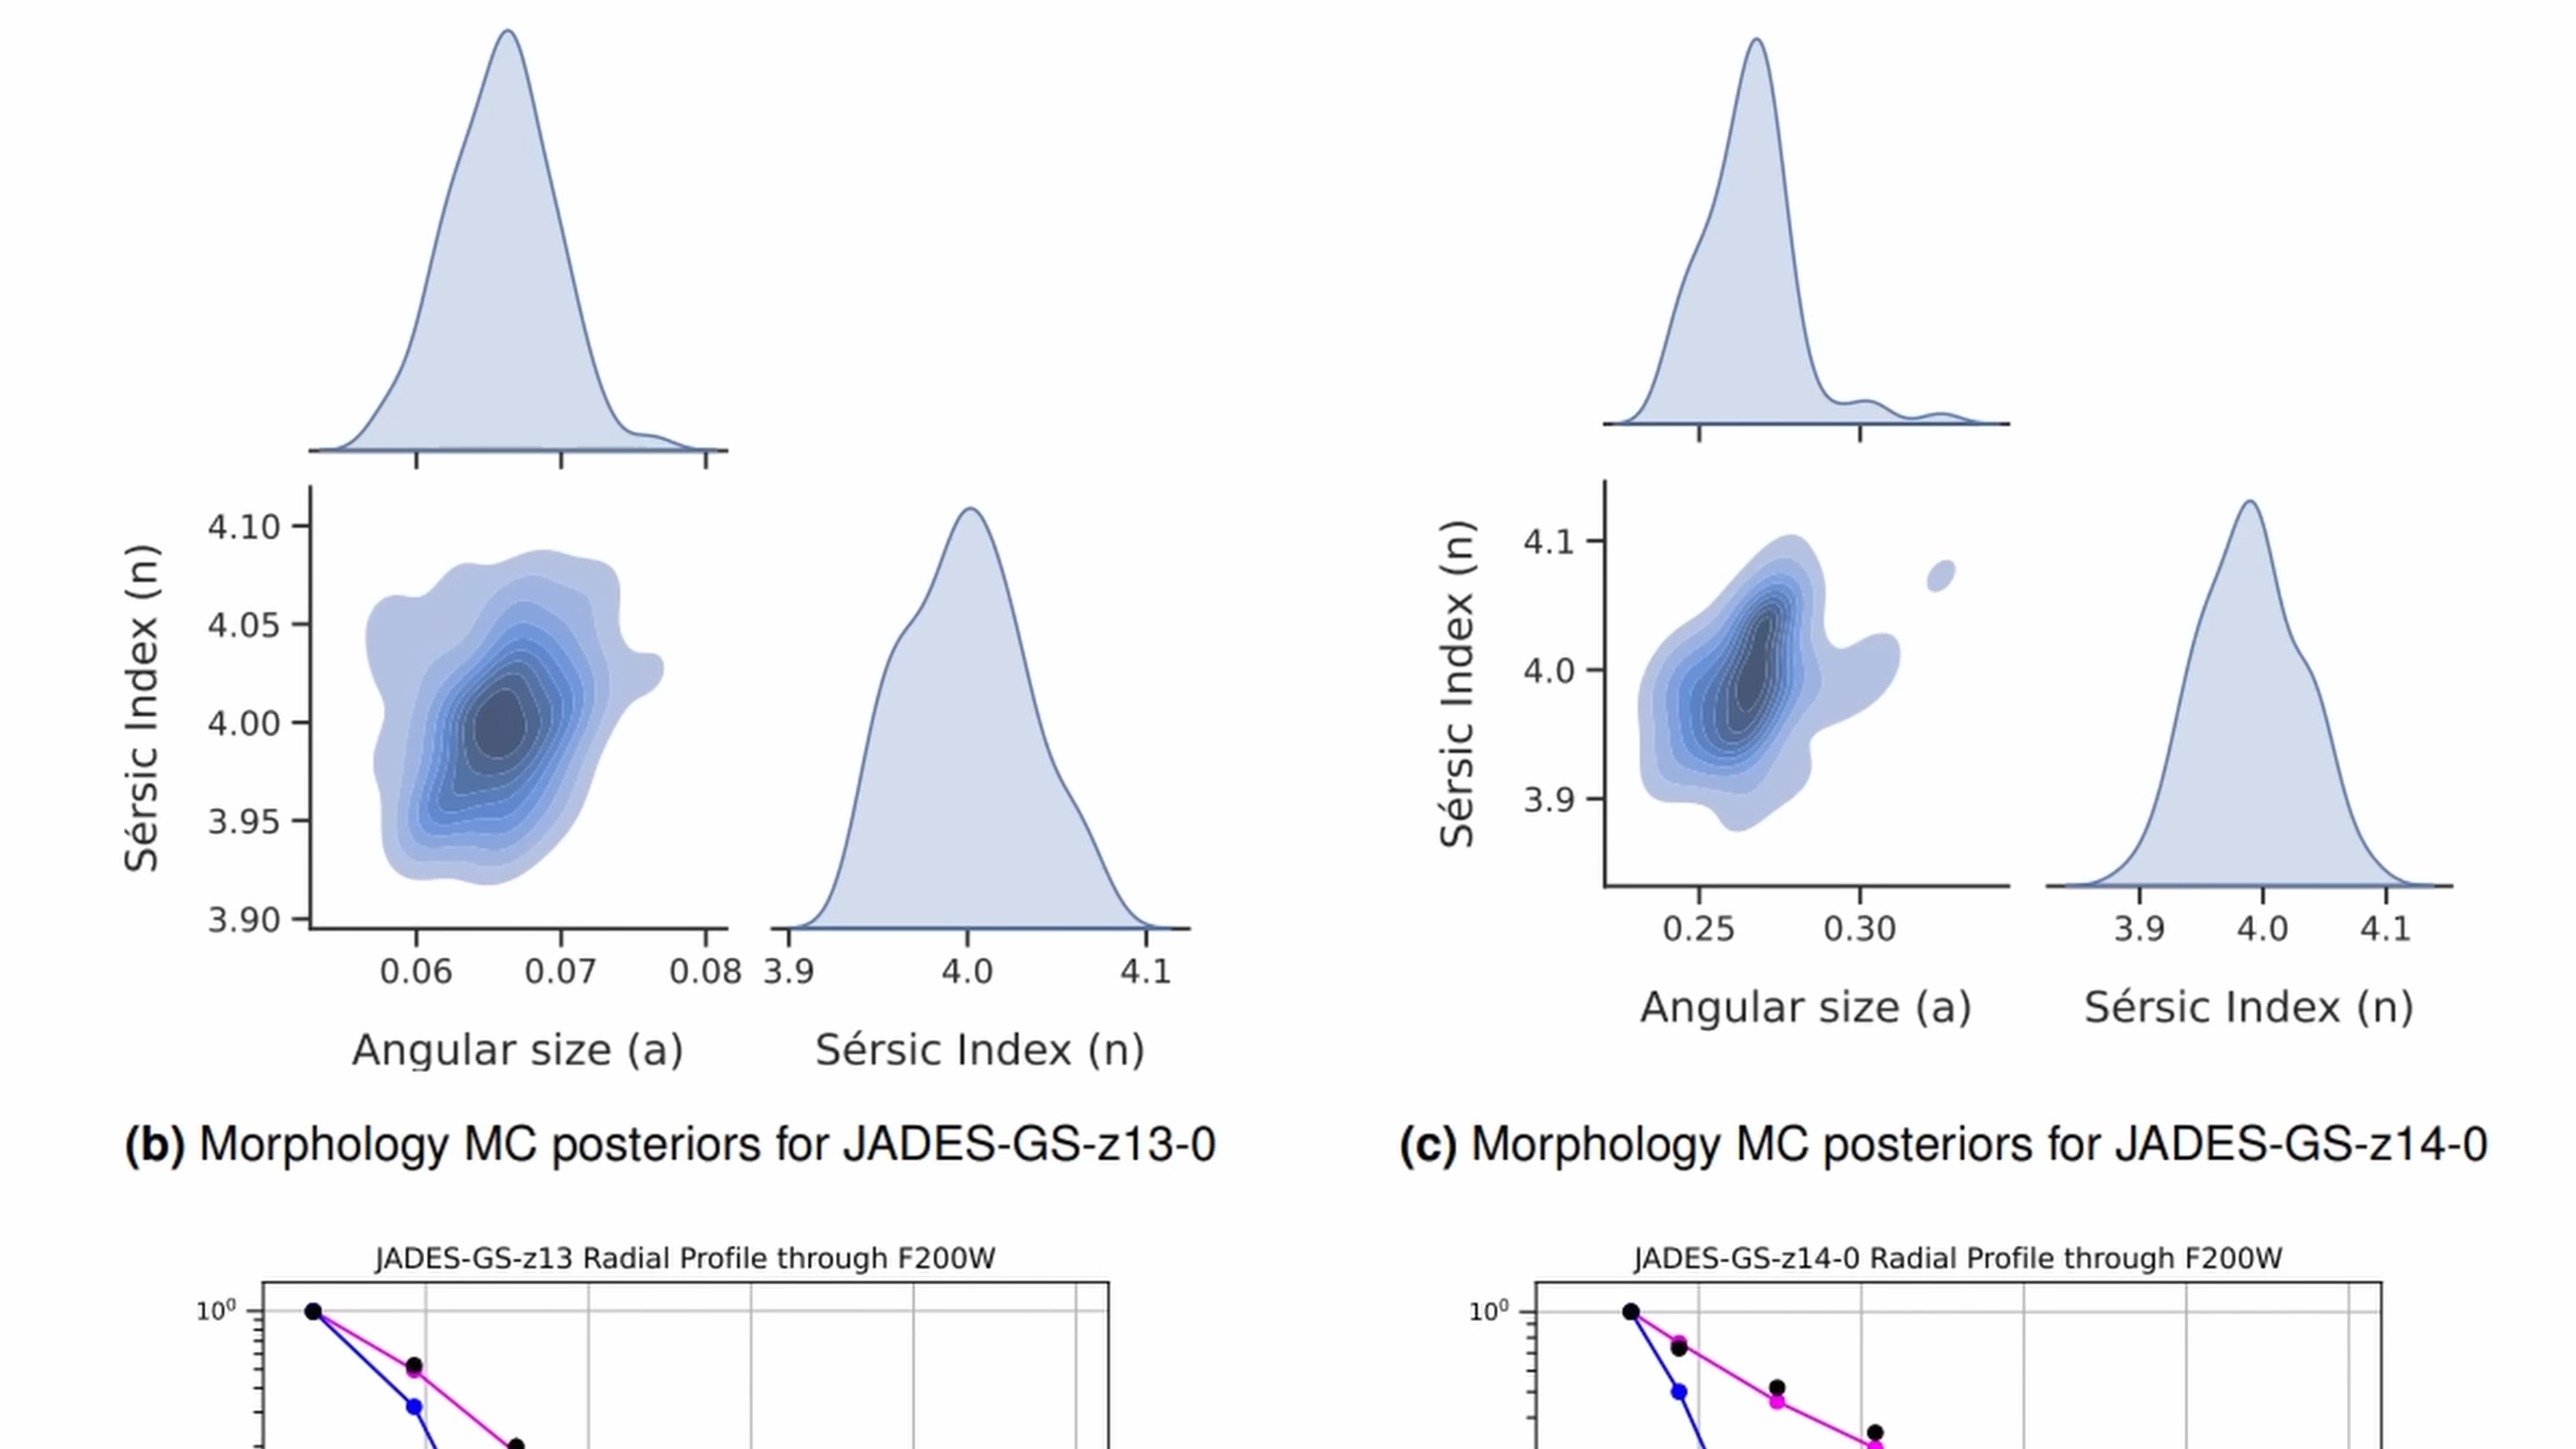 Sérsic Index (n)
4.10
4.05
4.00
3.95
3.90
0.06 0.07 0.08
Angular size (a)
3.9 4.0 4.1
Sérsic Index (n)
(b) Morphology MC posteriors for JADES-GS-z13-0
Sérsic Index (n)
4.1
4.0
3.9
0.25 0.30
Angular size (a)
3.9 4.0 4.1
Sérsic Index (n)
(c) Morphology MC posteriors for JADES-GS-z14-0
JADES-GS-z13 Radial Profile through F200W
10⁰
JADES-GS-z14-0 Radial Profile through F200W
10⁰